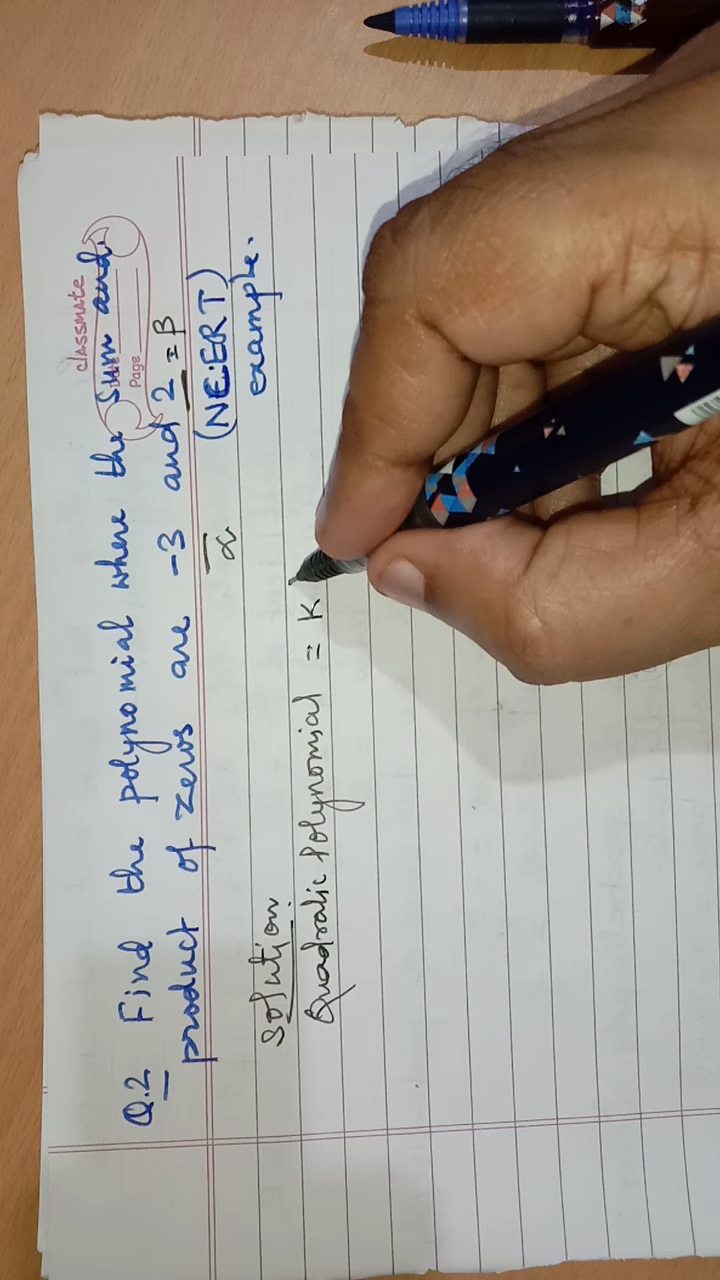 classmate
Date
Page
Q.2 Find the polynomial where the Sum and
product of zeros are -3 and 2 = β
α
(NCERT)
example.
Solution:
Quadratic Polynomial = K